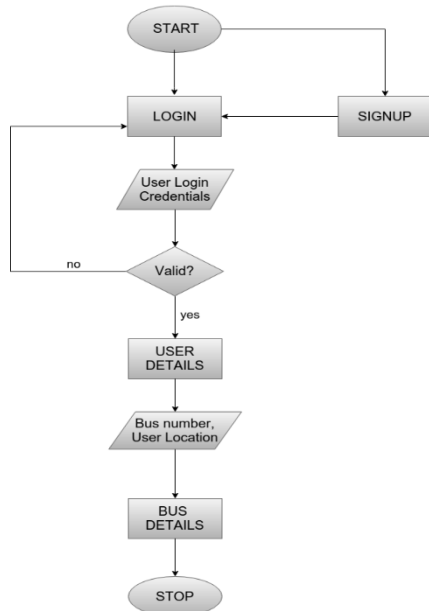 START
LOGIN
SIGNUP
User Login
Credentials
no
Valid?
yes
USER
DETAILS
Bus number,
User Location
BUS
DETAILS
STOP